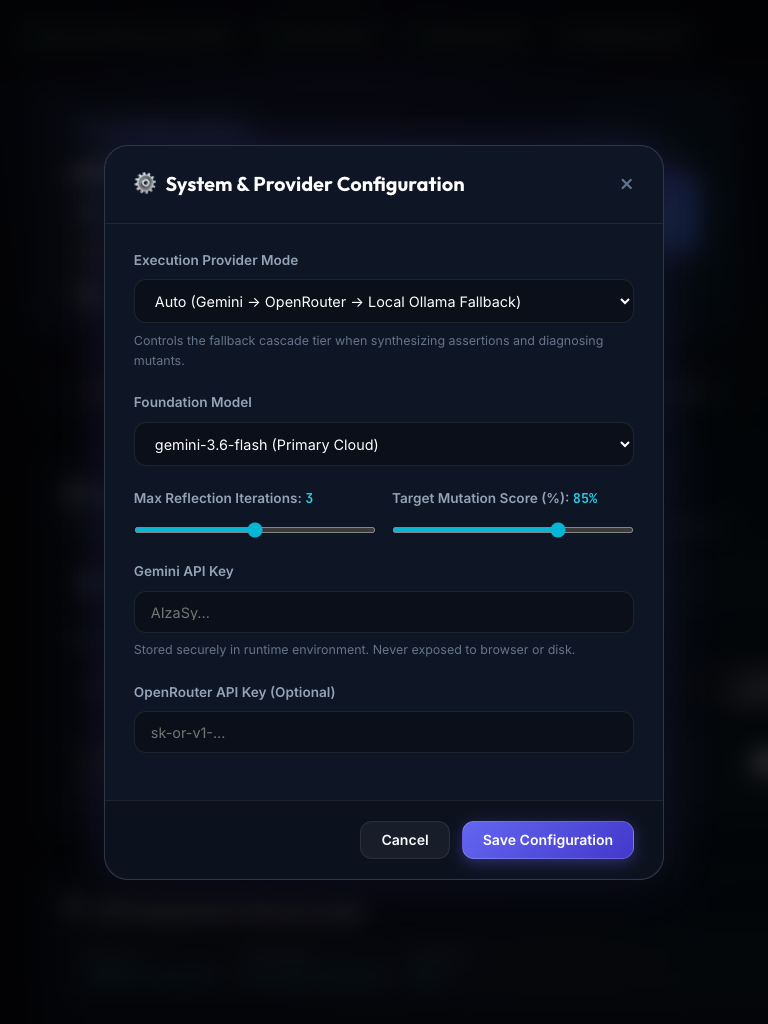 ⚙️ System & Provider Configuration
✕
Execution Provider Mode
Auto (Gemini → OpenRouter → Local Ollama Fallback)
Controls the fallback cascade tier when synthesizing assertions and diagnosing
mutants.
Foundation Model
gemini-3.6-flash (Primary Cloud)
Max Reflection Iterations: 3
Target Mutation Score (%): 85%
Gemini API Key
AIzaSy...
Stored securely in runtime environment. Never exposed to browser or disk.
OpenRouter API Key (Optional)
sk-or-v1-...
Cancel
Save Configuration